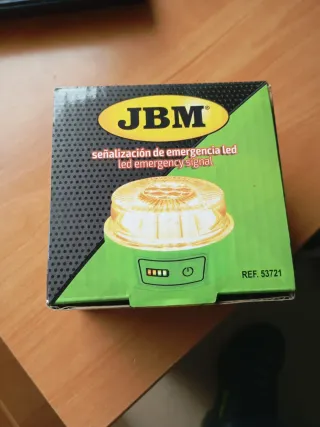 JBM®
señalización de emergencia led
led emergency signal
REF. 53721